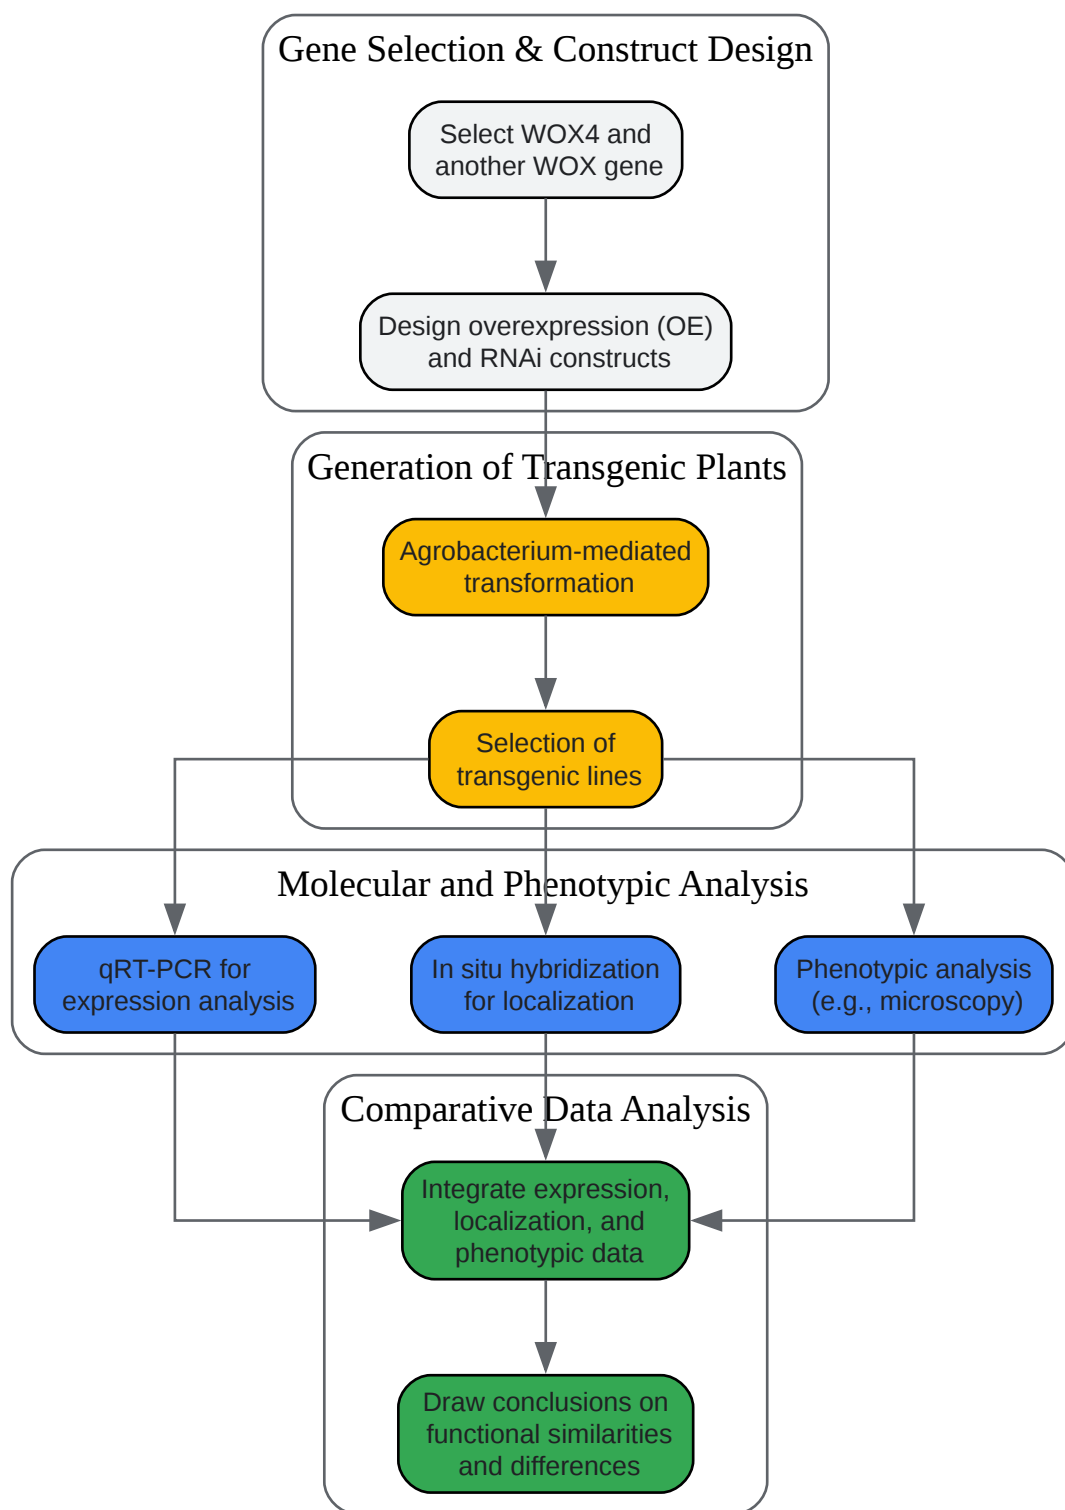 Gene Selection & Construct Design
Select WOX4 and
another WOX gene
Design overexpression (OE)
and RNAi constructs
Generation of Transgenic Plants
Agrobacterium-mediated
transformation
Selection of
transgenic lines
Molecular and Phenotypic Analysis
qRT-PCR for
expression analysis
In situ hybridization
for localization
Phenotypic analysis
(e.g., microscopy)
Comparative Data Analysis
Integrate expression,
localization, and
phenotypic data
Draw conclusions on
functional similarities
and differences